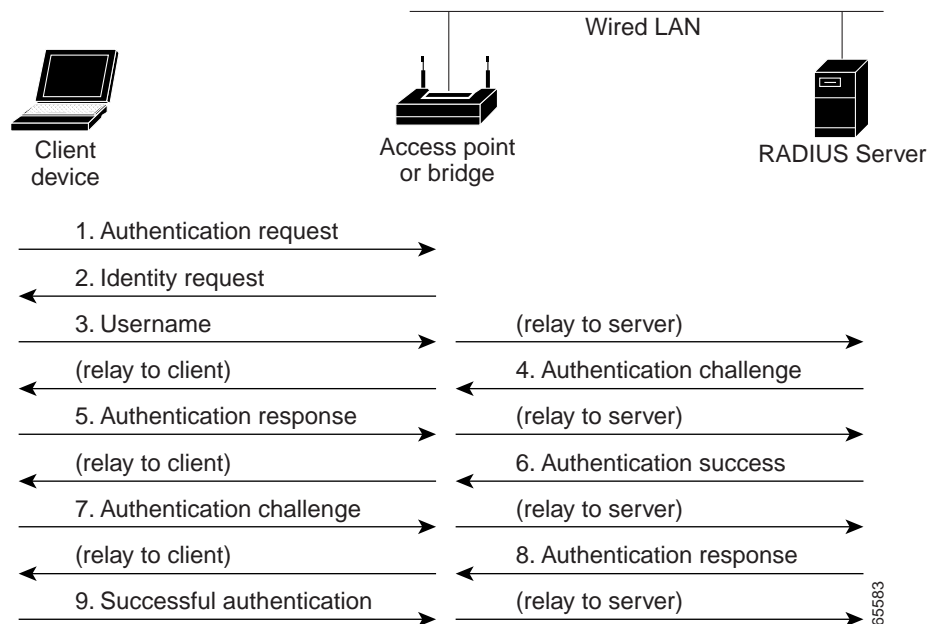 Wired LAN
Client
device
Access point
or bridge
RADIUS Server
1. Authentication request
2. Identity request
3. Username
(relay to server)
(relay to client)
4. Authentication challenge
5. Authentication response
(relay to server)
(relay to client)
6. Authentication success
7. Authentication challenge
(relay to server)
(relay to client)
8. Authentication response
9. Successful authentication
(relay to server)
65583